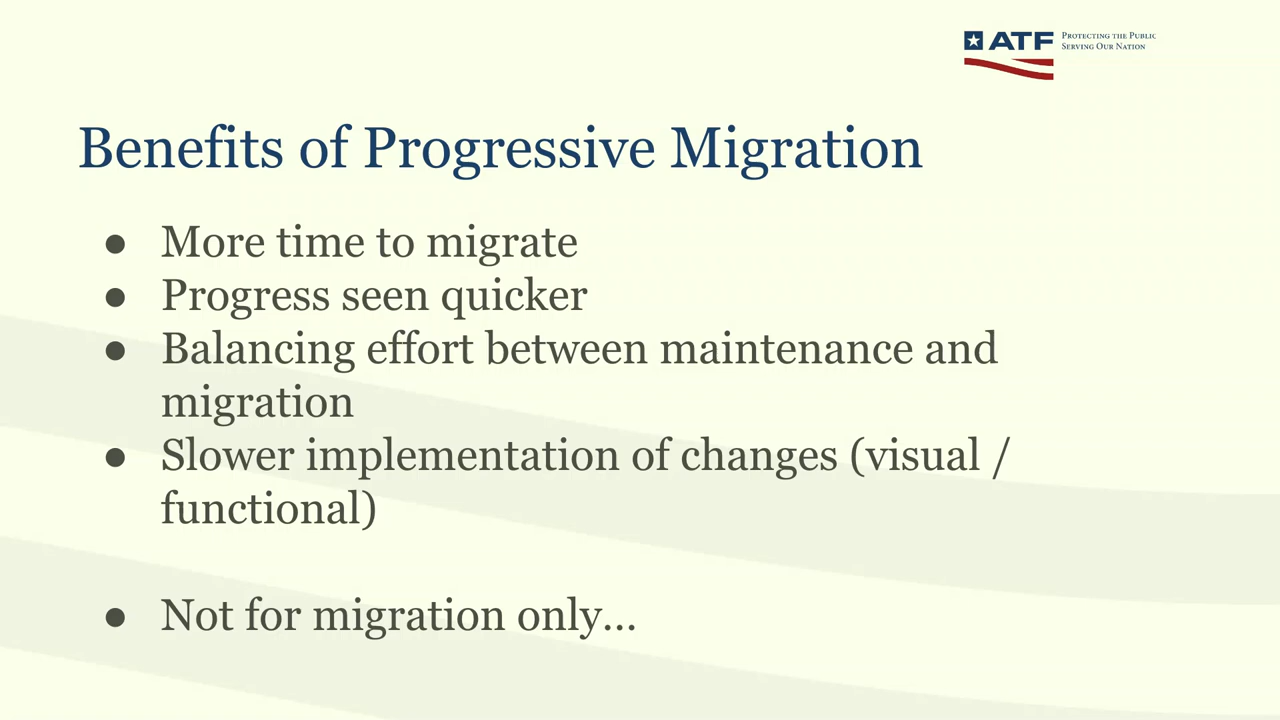 ATF
PROTECTING THE PUBLIC
SERVING OUR NATION
Benefits of Progressive Migration
● More time to migrate
● Progress seen quicker
● Balancing effort between maintenance and
migration
● Slower implementation of changes (visual /
functional)
● Not for migration only...